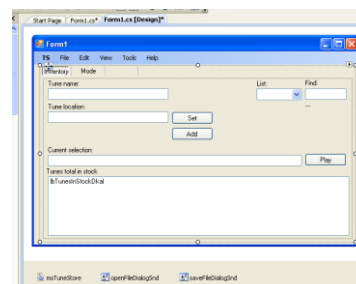 Start Page Form1.cs* Form1.cs [Design]*
Form1
TS File Edit View Tools Help
Inventory Mode
Tune name: List: Find:
...
Tune location:
Set
Add
Current selection:
Play
Tunes total in stock
lbTunesInStockDkal
msTuneStore openFileDialogSnd saveFileDialogSnd